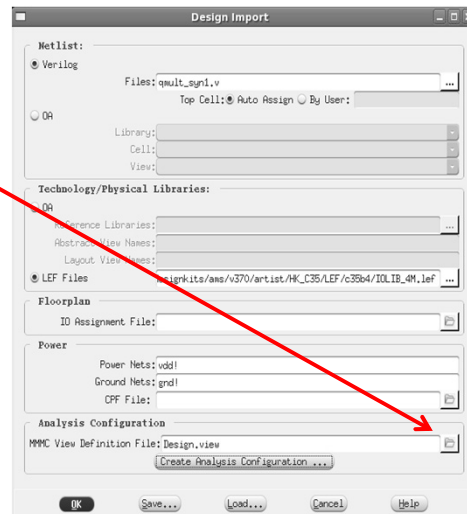 Design Import
Netlist:
Verilog
Files: qmult_syn1.v ...
Top Cell: Auto Assign By User:
OA
Library:
Cell:
View:
Technology/Physical Libraries:
OA
Reference Libraries: ...
Abstract View Names:
Layout View Names:
LEF Files esignkits/ams/v370/artist/HK_C35/LEF/c35b4/IOLIB_4M.lef ...
Floorplan
IO Assignment File:
Power
Power Nets: vdd!
Ground Nets: gnd!
CPF File:
Analysis Configuration
MMMC View Definition File: Design.view
Create Analysis Configuration ...
OK Save... Load... Cancel Help